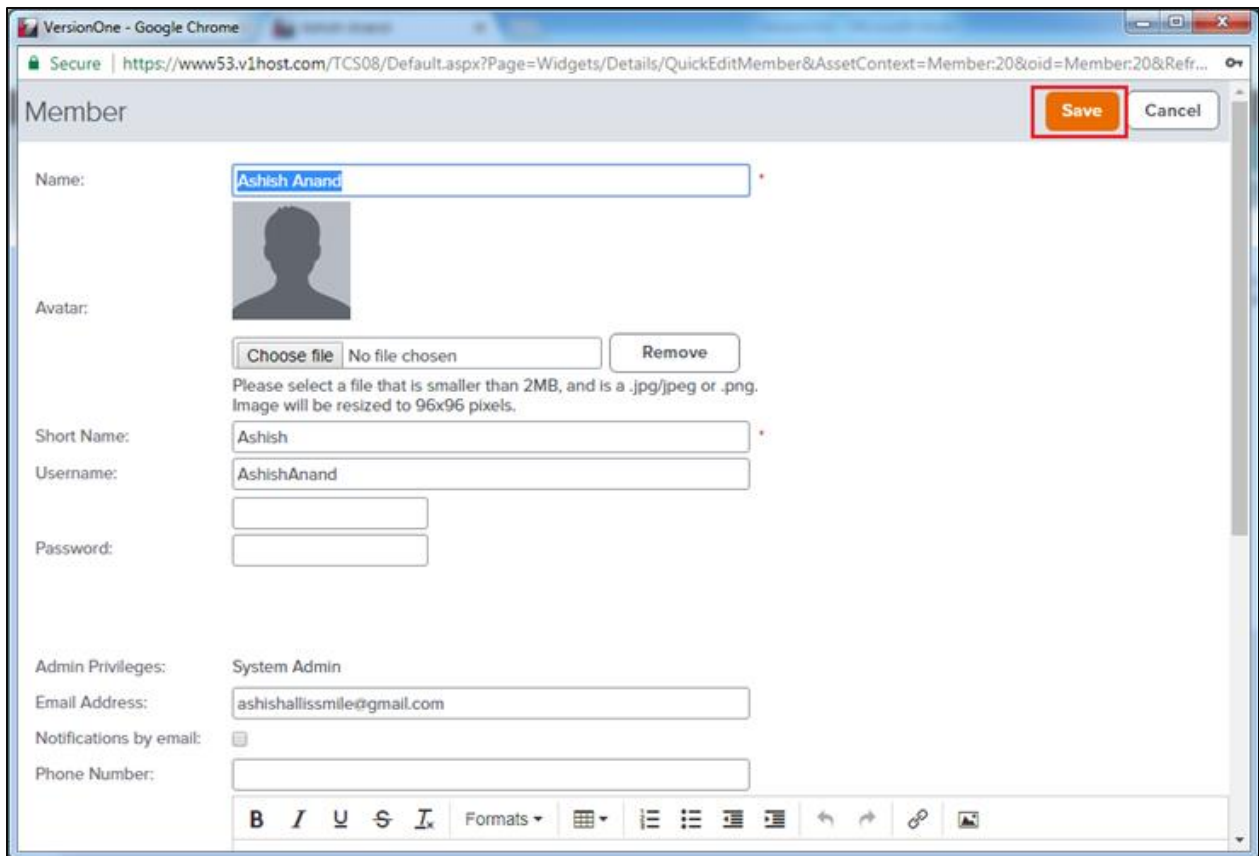 VersionOne - Google Chrome
Secure | https://www53.v1host.com/TCS08/Default.aspx?Page=Widgets/Details/QuickEditMember&AssetContext=Member:20&oid=Member:20&Refr...
Member
Save
Cancel
Name:
Ashish Anand
*
Avatar:
Choose file No file chosen
Remove
Please select a file that is smaller than 2MB, and is a .jpg/jpeg or .png.
Image will be resized to 96x96 pixels.
Short Name:
Ashish
*
Username:
AshishAnand
Password:
Admin Privileges:
System Admin
Email Address:
ashishallissmile@gmail.com
Notifications by email:
Phone Number:
B I U S Tx Formats